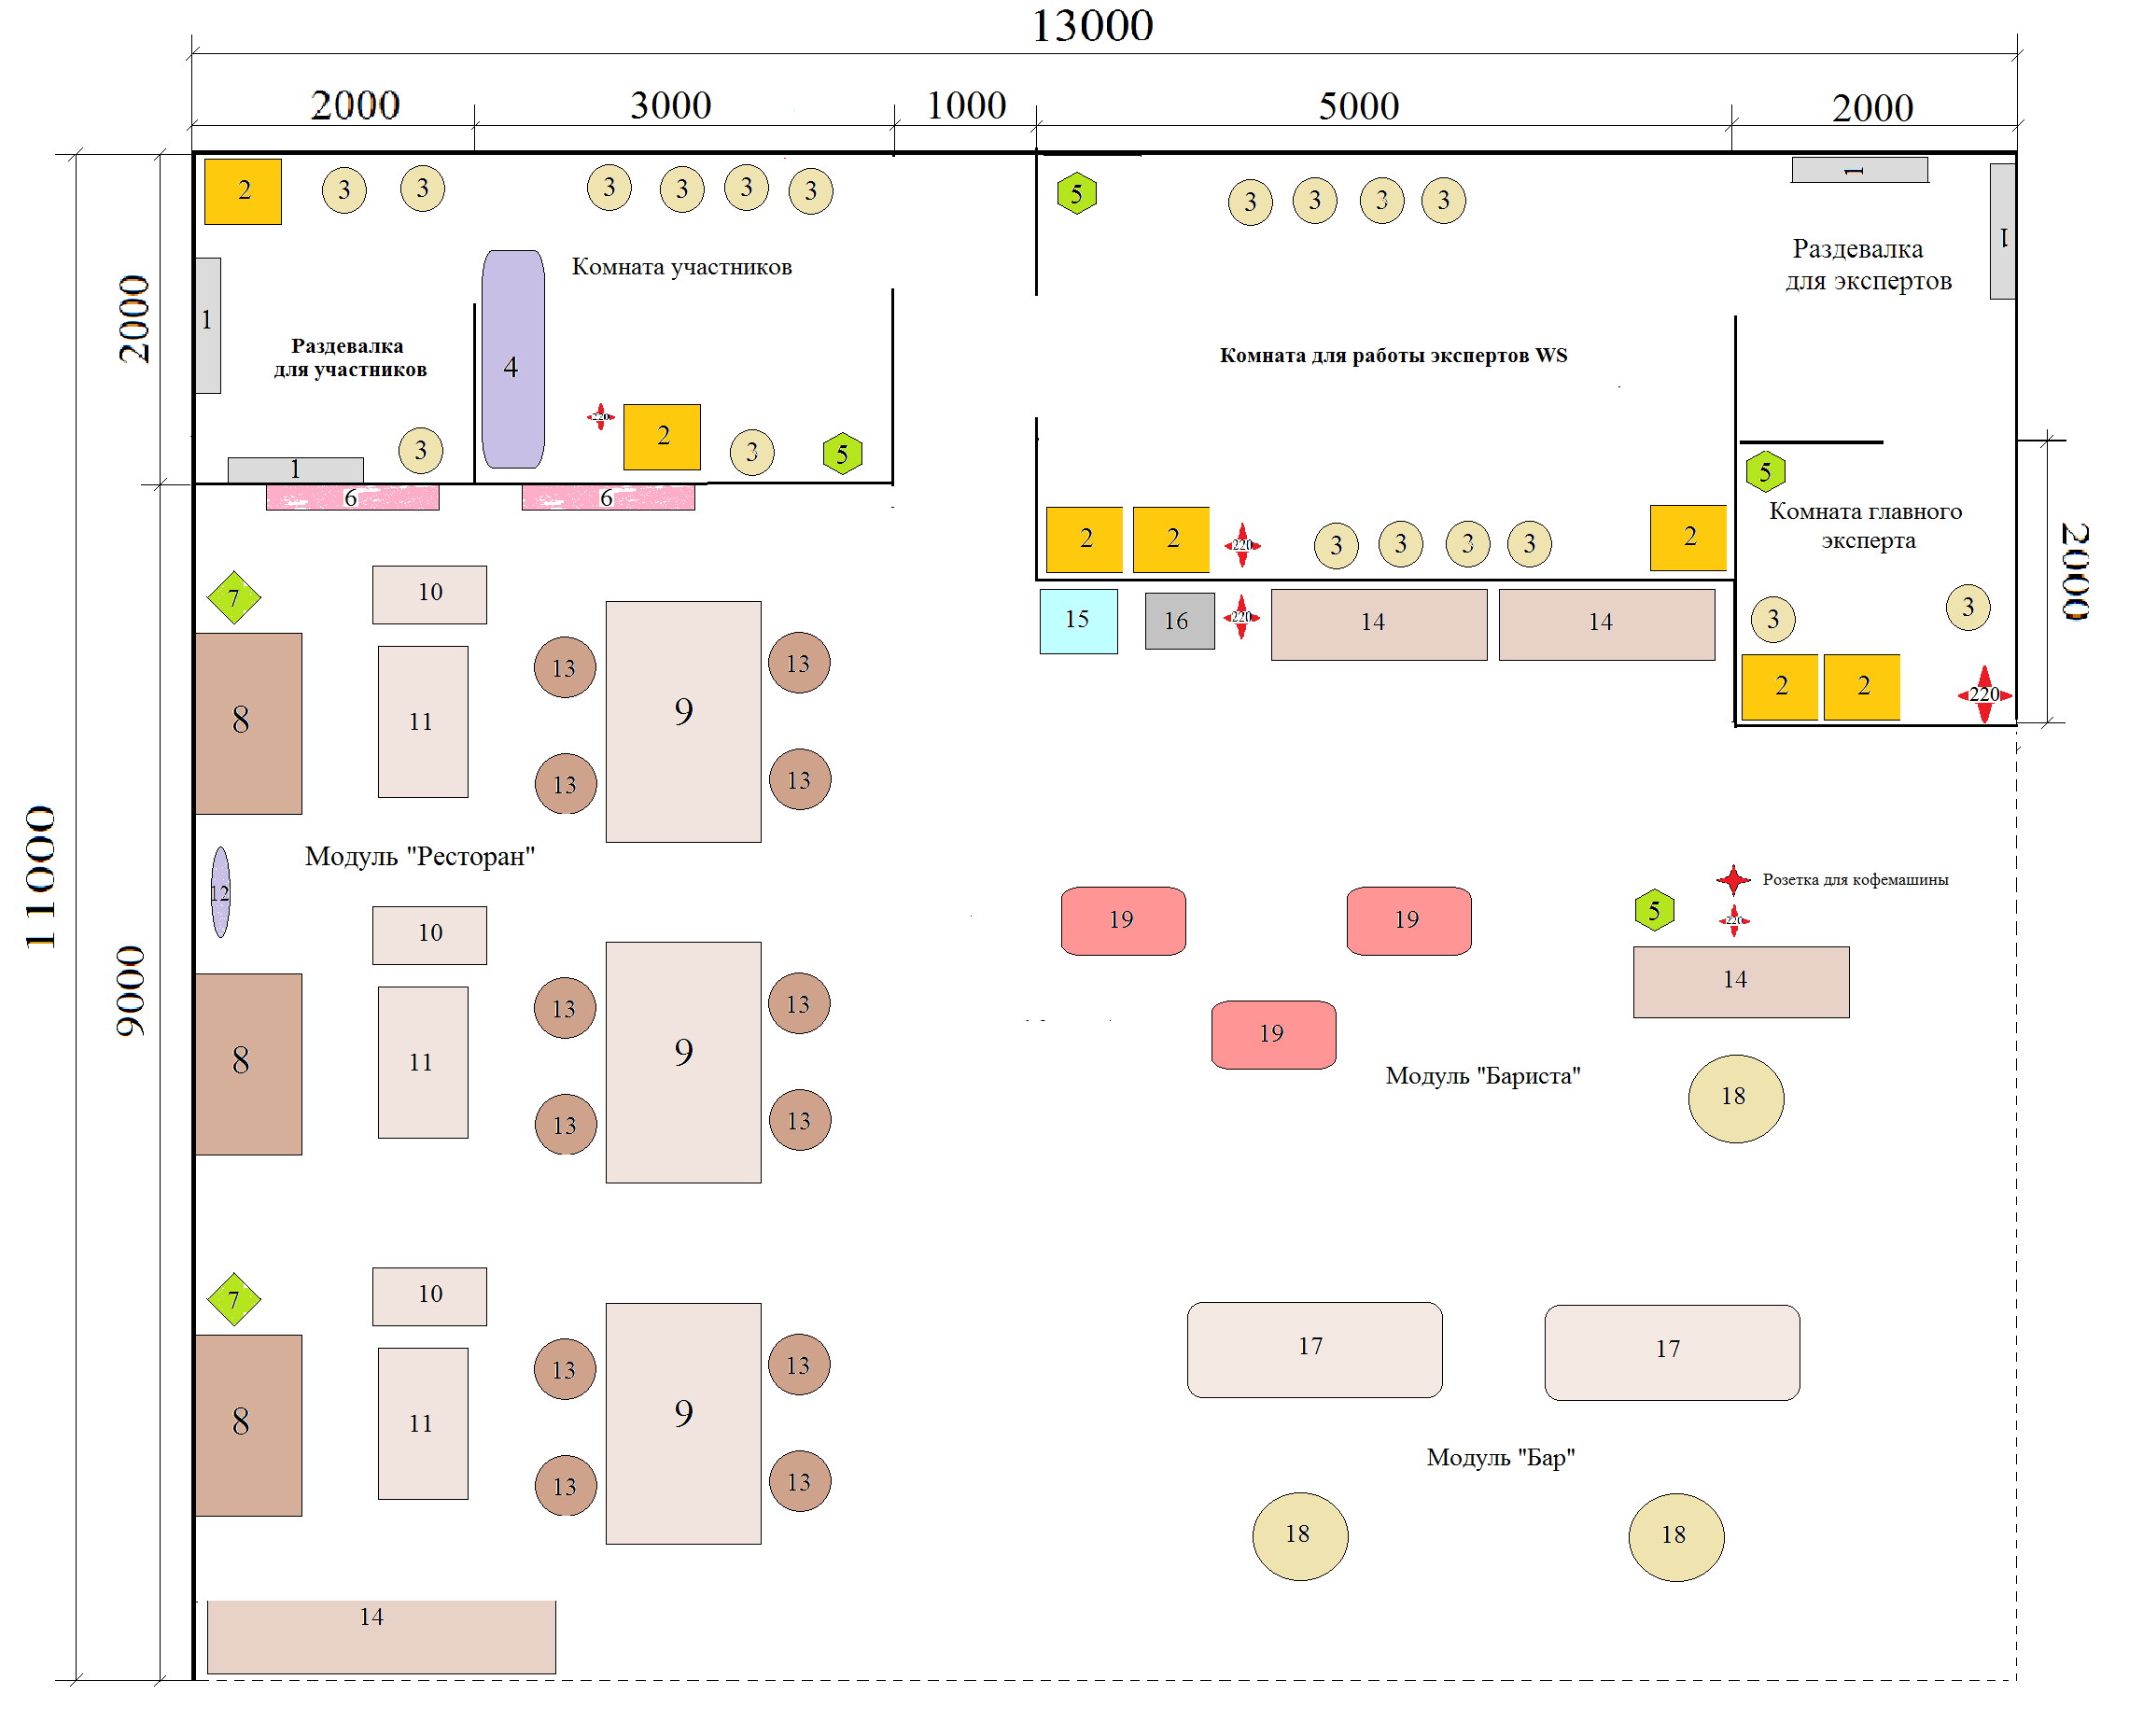 13000
2000 3000 1000 5000 2000
2 3 3 3 3 3 3 5 3 3 3 3 1
1
Комната участников
Раздевалка
для экспертов
2000
1
Раздевалка
для участников
4
Комната для работы экспертов WS
220
2
3
5
3
1
6 6
5
Комната главного
эксперта
2000
2 2 220 3 3 3 3 2
7
10
15 16 220 14 14
3 3
13 9 13
8 11
2 2 220
13 13
11000
Модуль "Ресторан"
12
Розетка для кофемашины
220
5
19 19
10
9000
14
13 13
8 11 9
19
Модуль "Бариста"
18
13 13
7
10
17 17
13 13
8 11 9
Модуль "Бар"
13 13
18 18
14